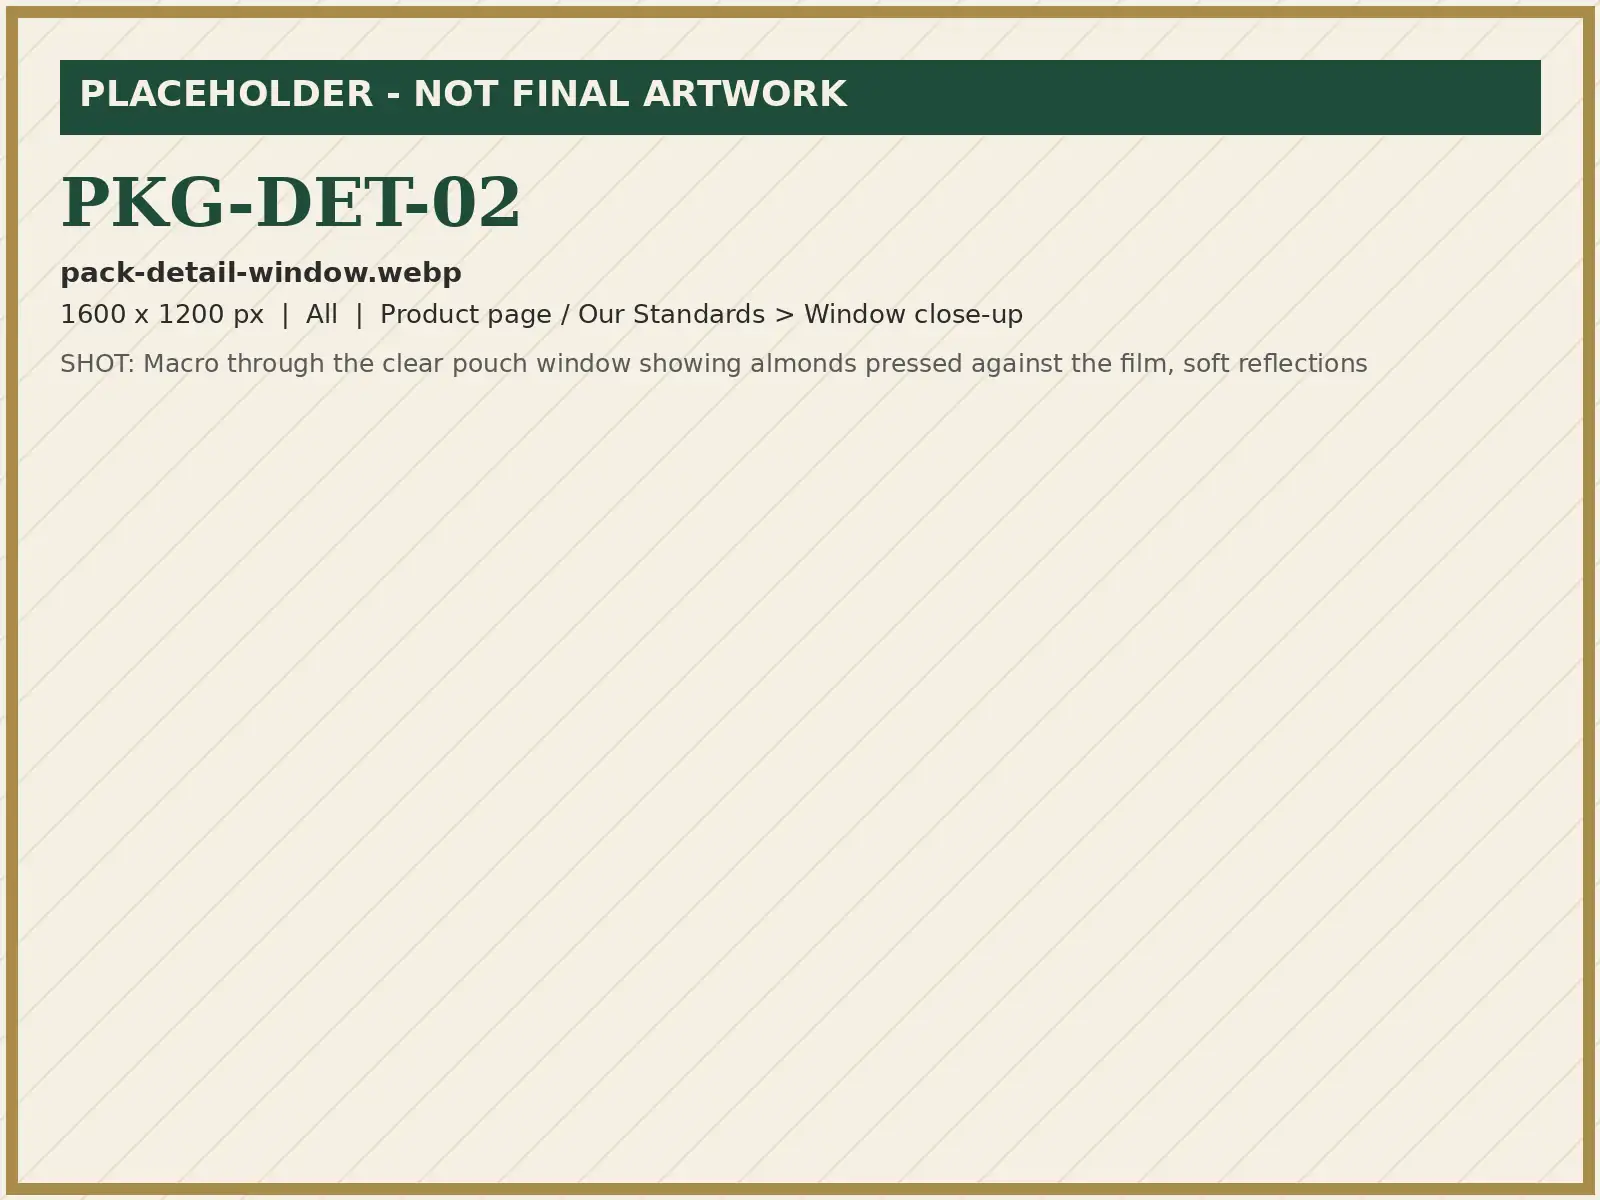 PLACEHOLDER - NOT FINAL ARTWORK
PKG-DET-02
pack-detail-window.webp
1600 x 1200 px | All | Product page / Our Standards > Window close-up
SHOT: Macro through the clear pouch window showing almonds pressed against the film, soft reflections